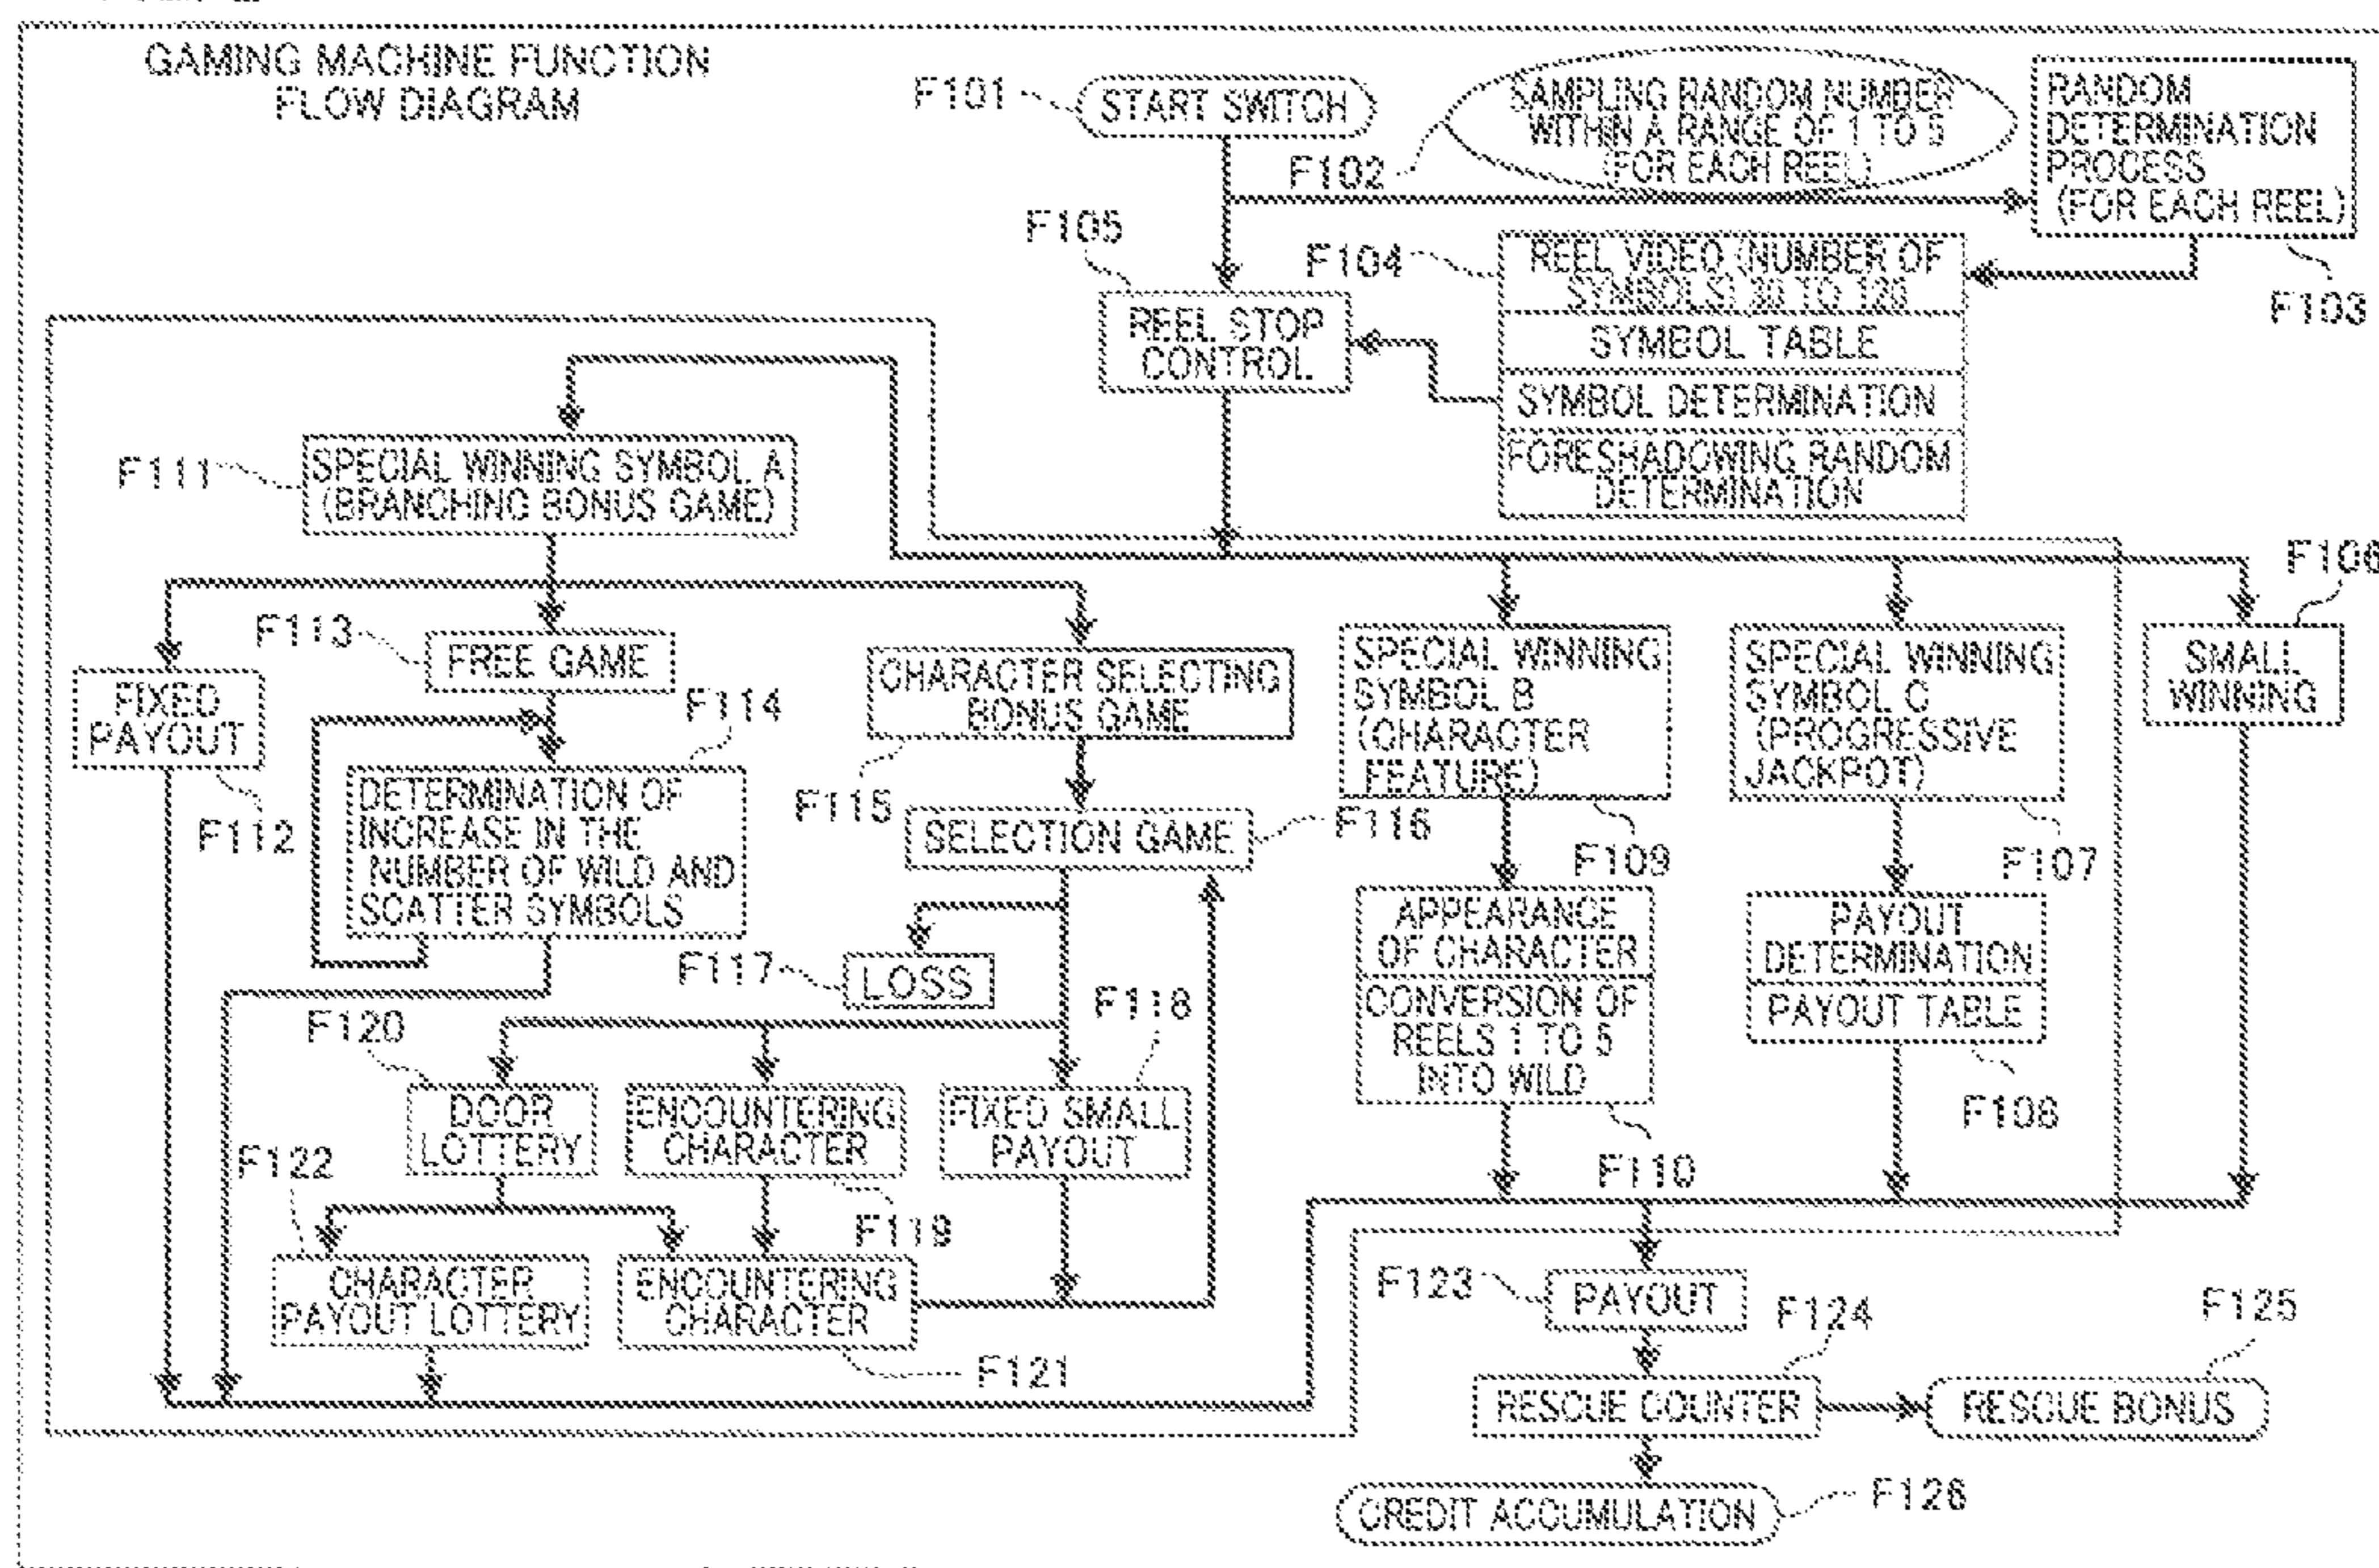 GAMING MACHINE FUNCTION
FLOW DIAGRAM
F101
START SWITCH
SAMPLING RANDOM NUMBER
WITHIN A RANGE OF 1 TO 5
(FOR EACH REEL)
F102
RANDOM
DETERMINATION
PROCESS
(FOR EACH REEL)
F103
F105
REEL STOP
CONTROL
F104
REEL VIDEO (NUMBER OF
SYMBOLS) 30 TO 120
SYMBOL TABLE
SYMBOL DETERMINATION
FORESHADOWING RANDOM
DETERMINATION
F111
SPECIAL WINNING SYMBOL A
(BRANCHING BONUS GAME)
F106
SMALL
WINNING
F113
FREE GAME
FIXED
PAYOUT
F112
F114
DETERMINATION OF
INCREASE IN THE
NUMBER OF WILD AND
SCATTER SYMBOLS
CHARACTER SELECTING
BONUS GAME
F115
SELECTION GAME
F116
SPECIAL WINNING
SYMBOL B
(CHARACTER
FEATURE)
F109
SPECIAL WINNING
SYMBOL C
(PROGRESSIVE
JACKPOT)
F107
APPEARANCE
OF CHARACTER
CONVERSION OF
REELS 1 TO 5
INTO WILD
F110
PAYOUT
DETERMINATION
PAYOUT TABLE
F108
F117
LOSS
F118
F120
DOOR
LOTTERY
ENCOUNTERING
CHARACTER
FIXED SMALL
PAYOUT
F119
F122
CHARACTER
PAYOUT LOTTERY
ENCOUNTERING
CHARACTER
F121
F123
PAYOUT
F124
RESCUE COUNTER
F125
RESCUE BONUS
CREDIT ACCUMULATION
F126